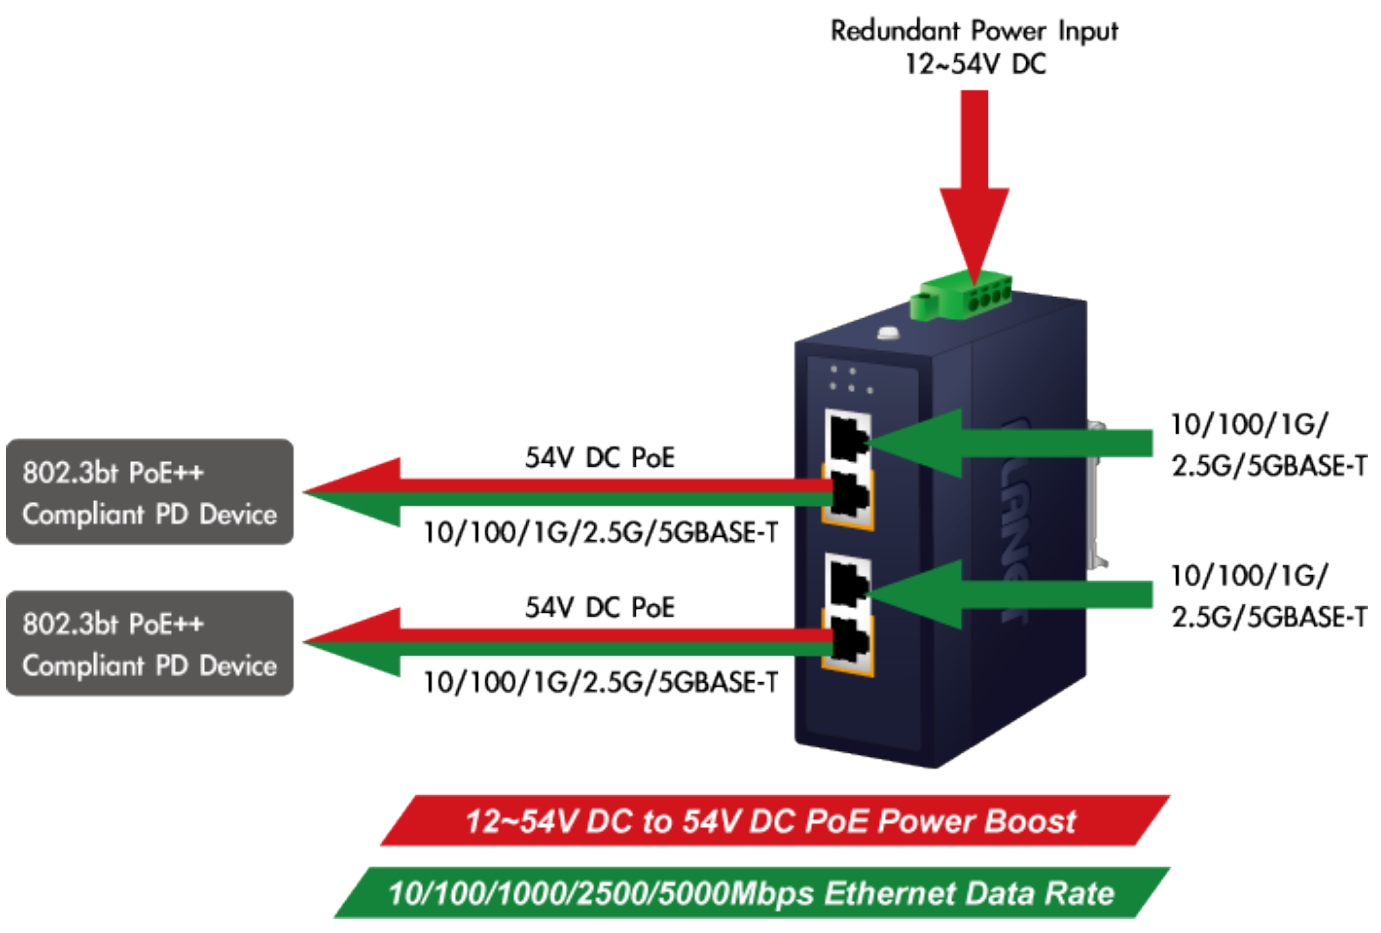 Redundant Power Input
12~54V DC
10/100/1G/
2.5G/5GBASE-T
54V DC PoE
802.3bt PoE++
Compliant PD Device
10/100/1G/2.5G/5GBASE-T
PLANET
10/100/1G/
2.5G/5GBASE-T
54V DC PoE
802.3bt PoE++
Compliant PD Device
10/100/1G/2.5G/5GBASE-T
12~54V DC to 54V DC PoE Power Boost
10/100/1000/2500/5000Mbps Ethernet Data Rate